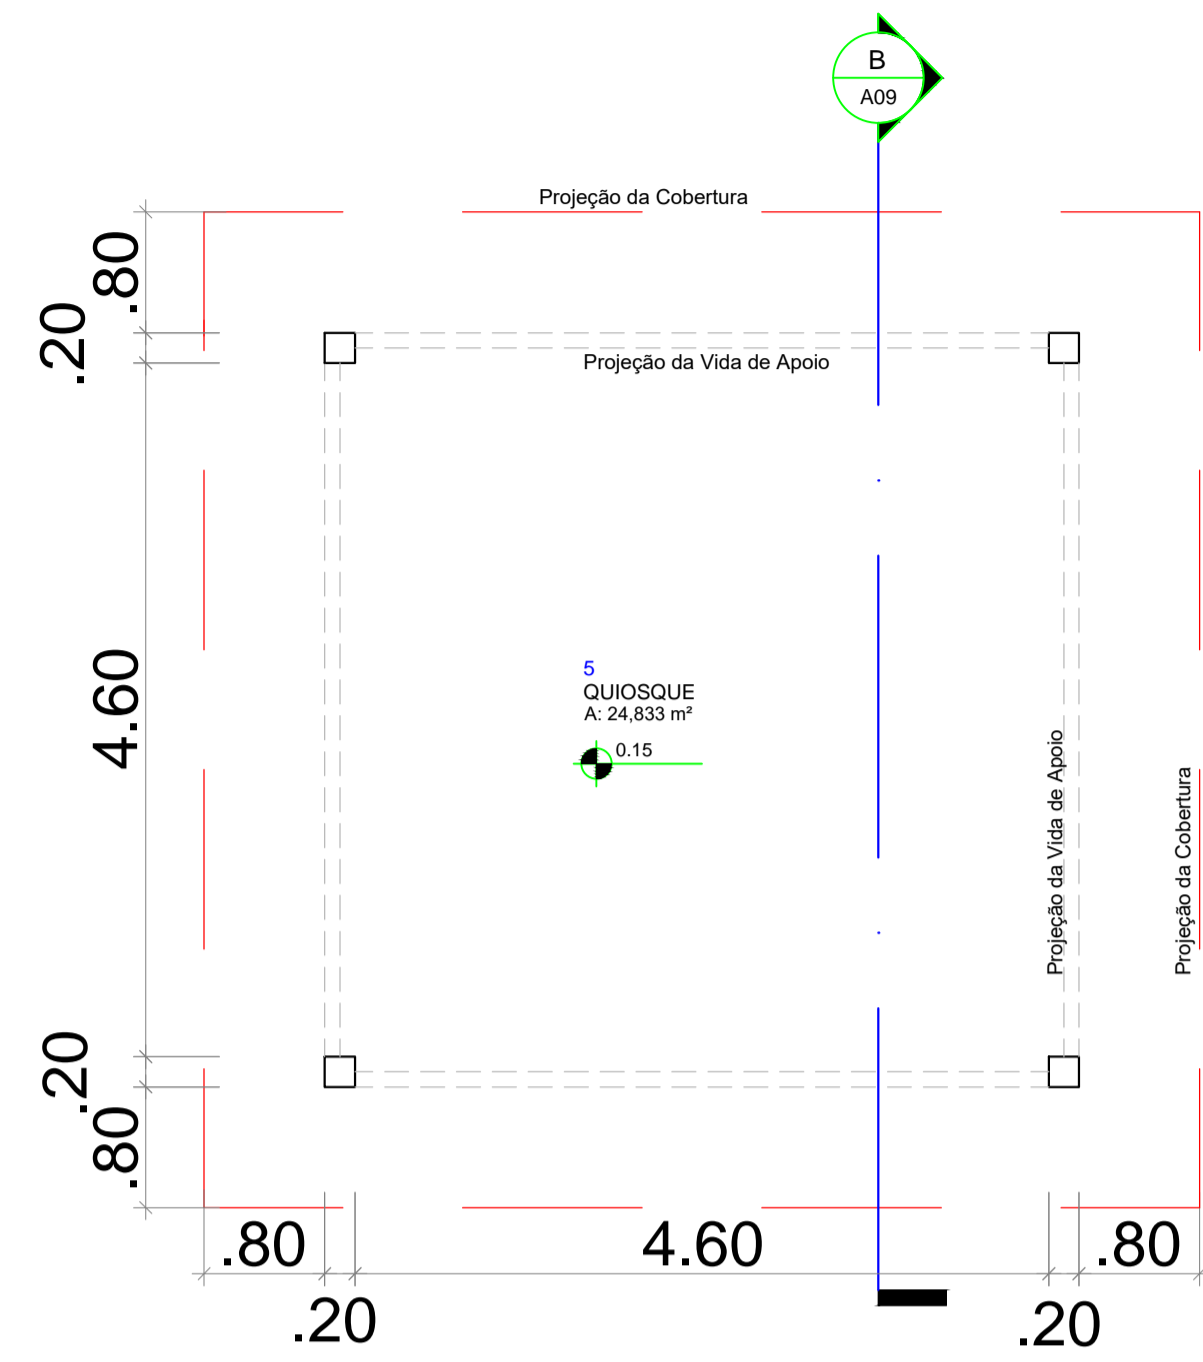 B
A09
Projeção da Cobertura
.80
.20
Projeção da Vida de Apoio
5
QUIOSQUE
A: 24,833 m²
0.15
4.60
Projeção da Vida de Apoio
Projeção da Cobertura
.20
.80
.80
4.60
.80
.20
.20